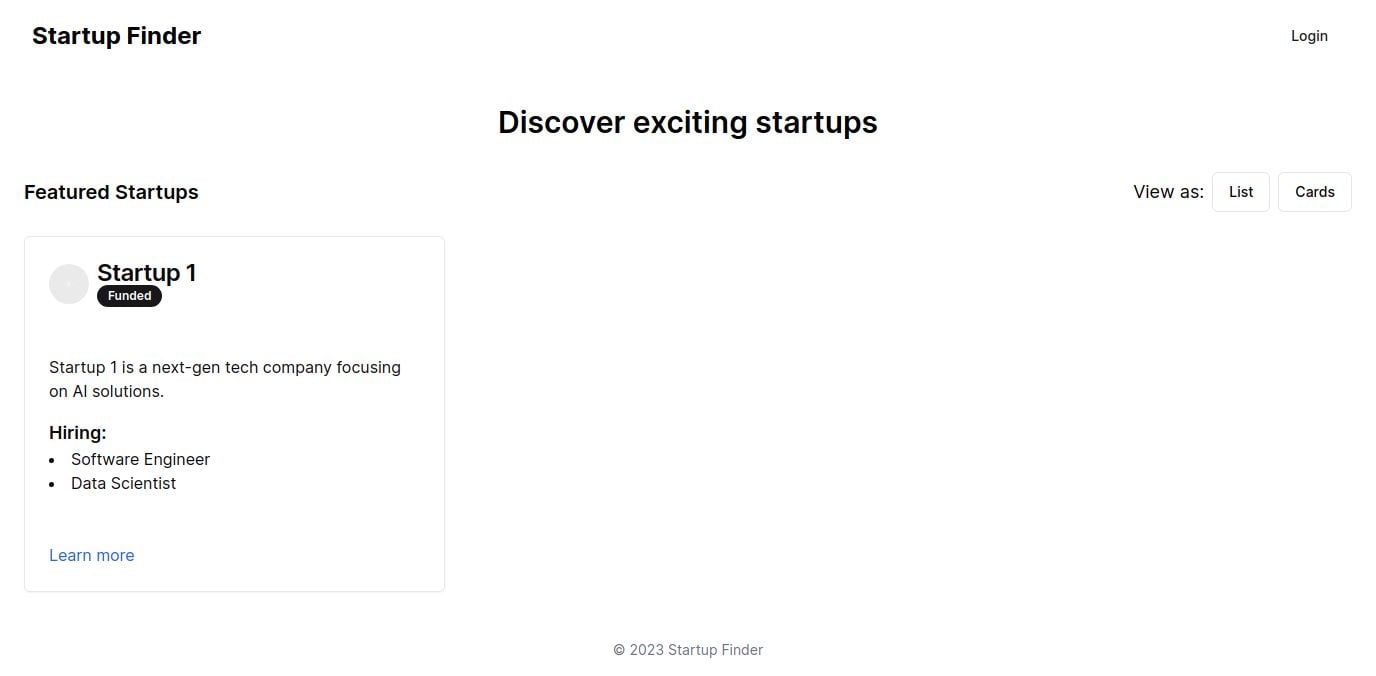 Startup Finder
Login
Discover exciting startups
Featured Startups
View as:
List
Cards
Startup 1
Funded
Startup 1 is a next-gen tech company focusing
on AI solutions.
Hiring:
Software Engineer
Data Scientist
Learn more
© 2023 Startup Finder